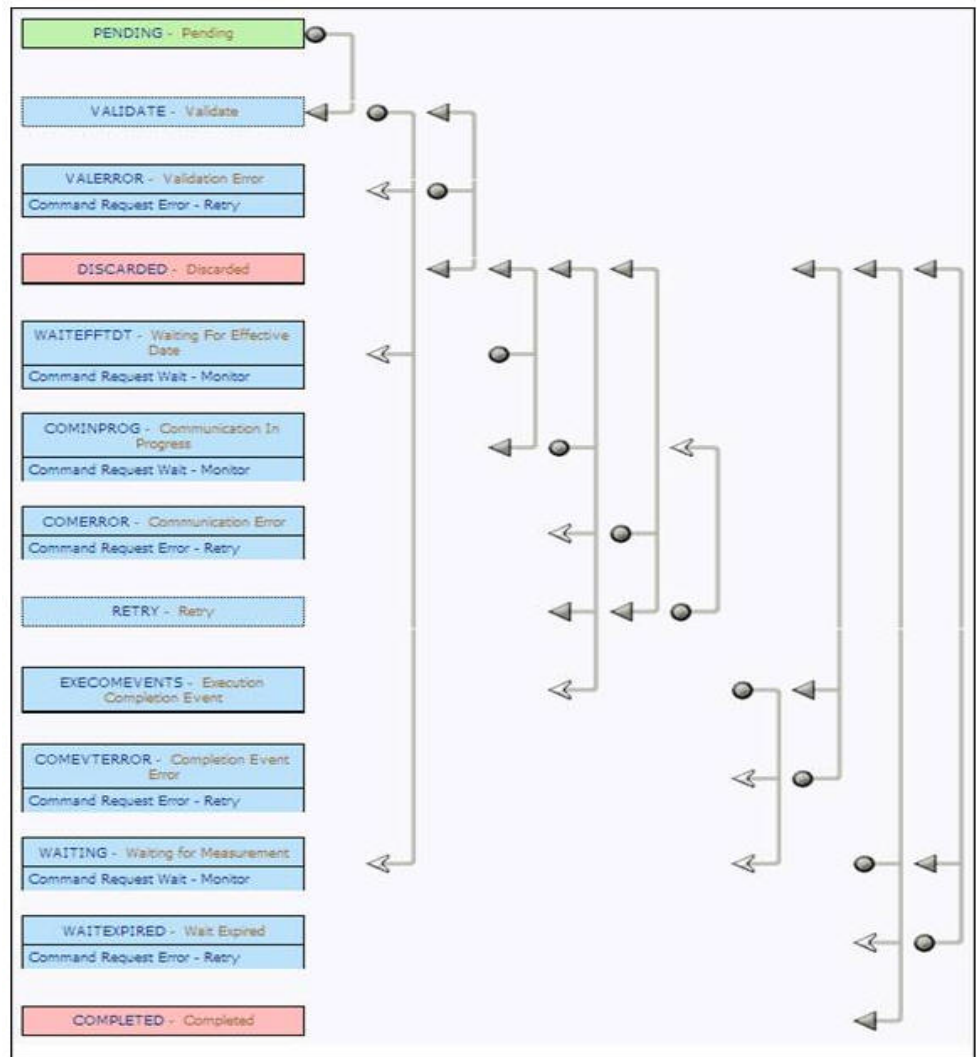 PENDING - Pending
VALIDATE - Validate
VALERROR - Validation Error
Command Request Error - Retry
DISCARDED - Discarded
WAITEFFTDT - Waiting For Effective
Date
Command Request Wait - Monitor
COMINPROG - Communication In
Progress
Command Request Wait - Monitor
COMERROR - Communication Error
Command Request Error - Retry
RETRY - Retry
EXECOMEVENTS - Execution
Completion Event
COMEVTERROR - Completion Event
Error
Command Request Error - Retry
WAITING - Waiting for Measurement
Command Request Wait - Monitor
WAITEXPIRED - Wait Expired
Command Request Error - Retry
COMPLETED - Completed